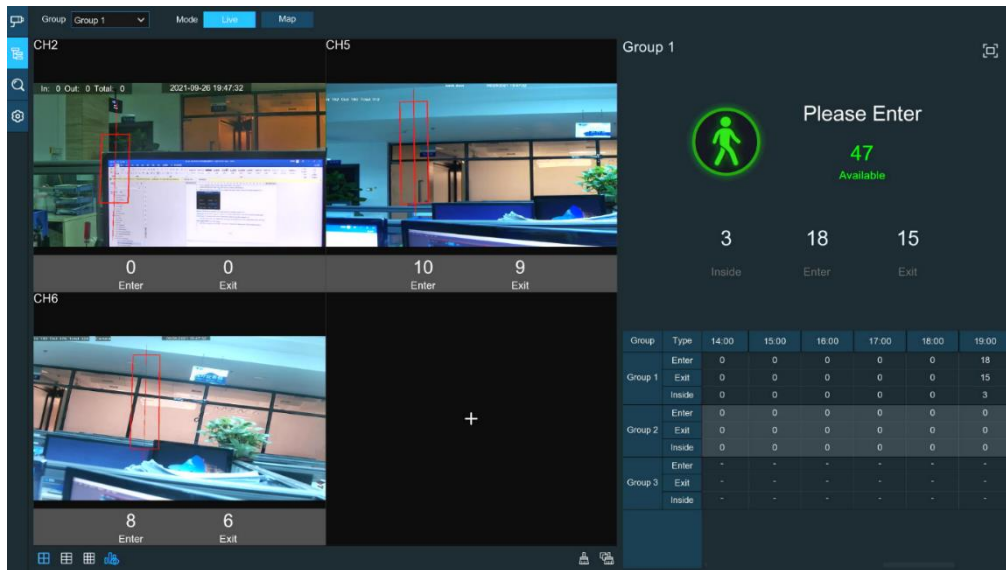 Group Group 1 Mode Live Map
CH2
In: 0 Out: 0 Total: 0 2021-09-26 19:47:32
0 0
Enter Exit
CH5
10 9
Enter Exit
CH6
8 6
Enter Exit
+
Group 1
Please Enter
47
Available
3 18 15
Inside Enter Exit
Group Type 14:00 15:00 16:00 17:00 18:00 19:00
Group 1
Enter 0 0 0 0 0 18
Exit 0 0 0 0 0 15
Inside 0 0 0 0 0 3
Group 2
Enter 0 0 0 0 0 0
Exit 0 0 0 0 0 0
Inside 0 0 0 0 0 0
Group 3
Enter - - - - - -
Exit - - - - - -
Inside - - - - - -